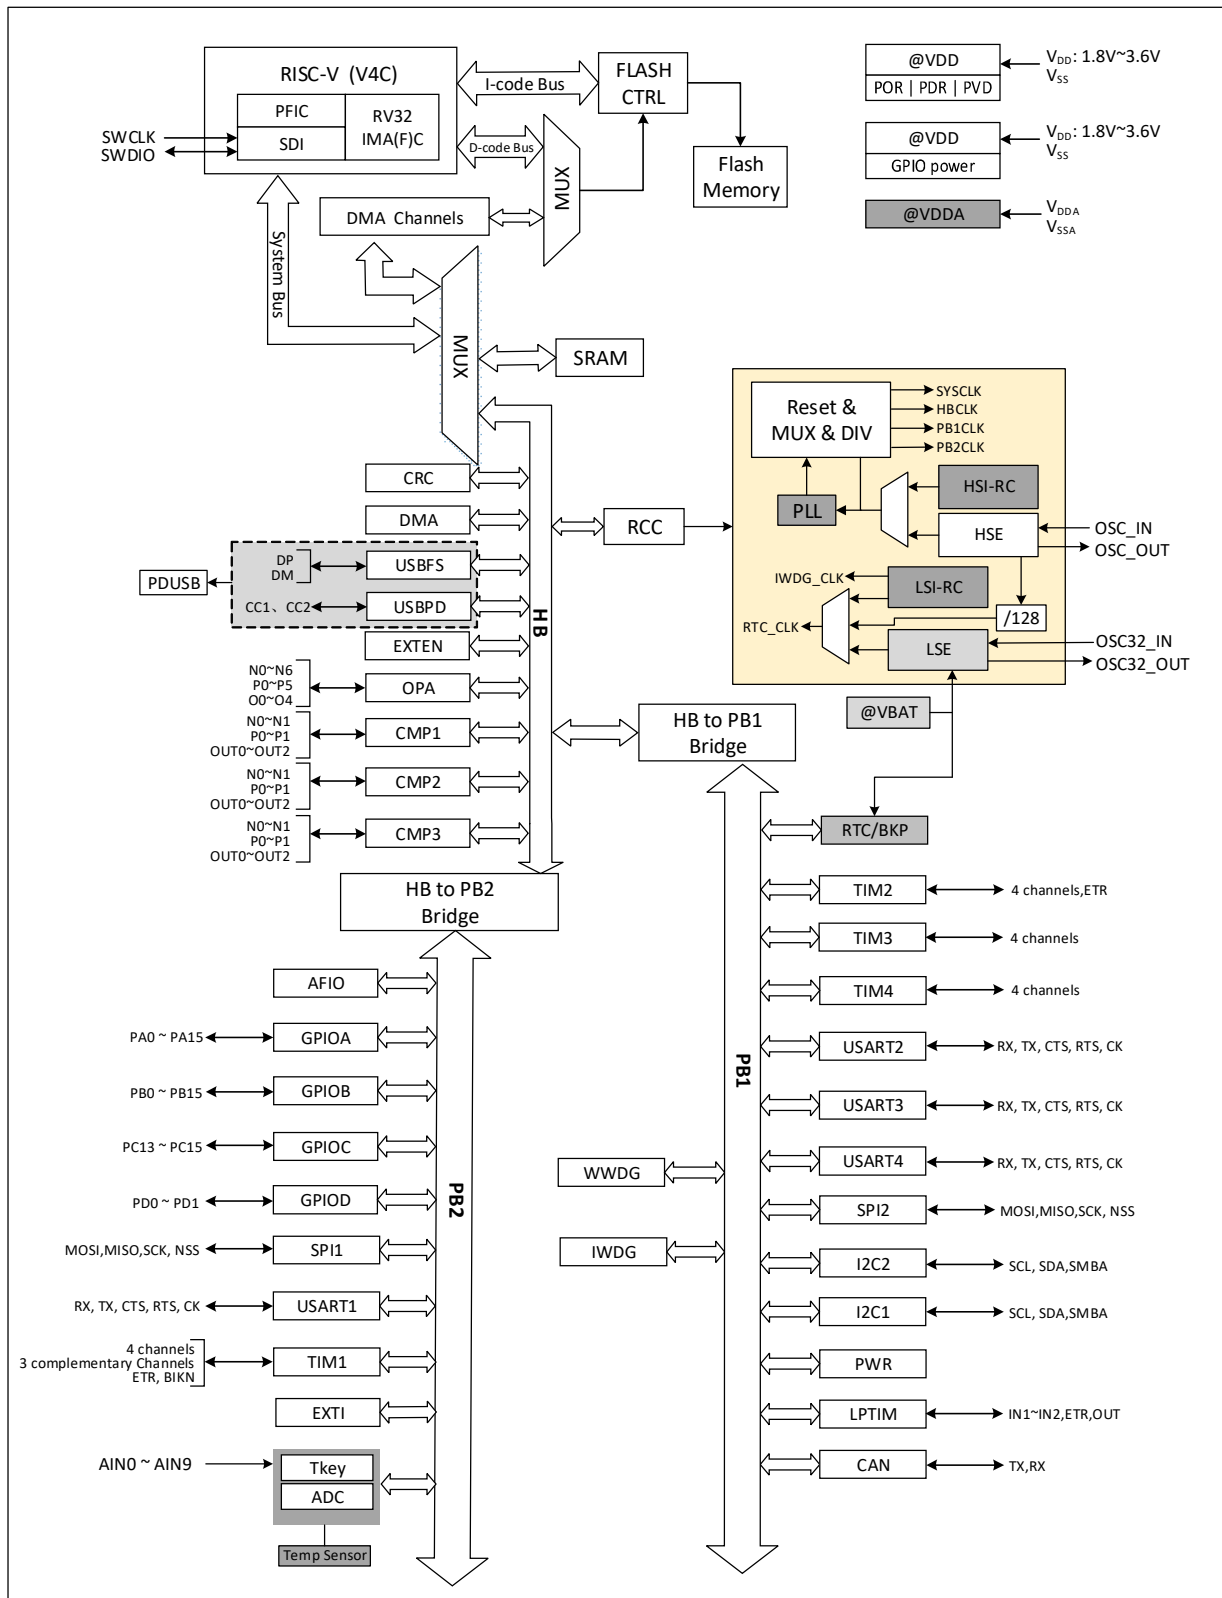 RISC-V (V4C)
PFIC
SDI
RV32
IMA(F)C
SWCLK
SWDIO
I-code Bus
D-code Bus
FLASH
CTRL
Flash
Memory
MUX
DMA Channels
System Bus
MUX
SRAM
@VDD
POR | PDR | PVD
VDD: 1.8V~3.6V
VSS
@VDD
GPIO power
VDD: 1.8V~3.6V
VSS
@VDDA
VDDA
VSSA
Reset &
MUX & DIV
SYSCLK
HBCLK
PB1CLK
PB2CLK
PLL
HSI-RC
HSE
OSC_IN
OSC_OUT
IWDG_CLK
LSI-RC
RTC_CLK
/128
LSE
OSC32_IN
OSC32_OUT
@VBAT
RCC
HB
CRC
DMA
PDUSB
DP
DM
USBFS
CC1、CC2
USBPD
EXTEN
N0~N6
P0~P5
O0~O4
OPA
N0~N1
P0~P1
OUT0~OUT2
CMP1
N0~N1
P0~P1
OUT0~OUT2
CMP2
N0~N1
P0~P1
OUT0~OUT2
CMP3
HB to PB1
Bridge
HB to PB2
Bridge
PB2
AFIO
PA0 ~ PA15
GPIOA
PB0 ~ PB15
GPIOB
PC13 ~ PC15
GPIOC
PD0 ~ PD1
GPIOD
MOSI,MISO,SCK, NSS
SPI1
RX, TX, CTS, RTS, CK
USART1
4 channels
3 complementary Channels
ETR, BIKN
TIM1
EXTI
AIN0 ~ AIN9
Tkey
ADC
Temp Sensor
PB1
WWDG
IWDG
RTC/BKP
TIM2
4 channels,ETR
TIM3
4 channels
TIM4
4 channels
USART2
RX, TX, CTS, RTS, CK
USART3
RX, TX, CTS, RTS, CK
USART4
RX, TX, CTS, RTS, CK
SPI2
MOSI,MISO,SCK, NSS
I2C2
SCL, SDA,SMBA
I2C1
SCL, SDA,SMBA
PWR
LPTIM
IN1~IN2,ETR,OUT
CAN
TX,RX